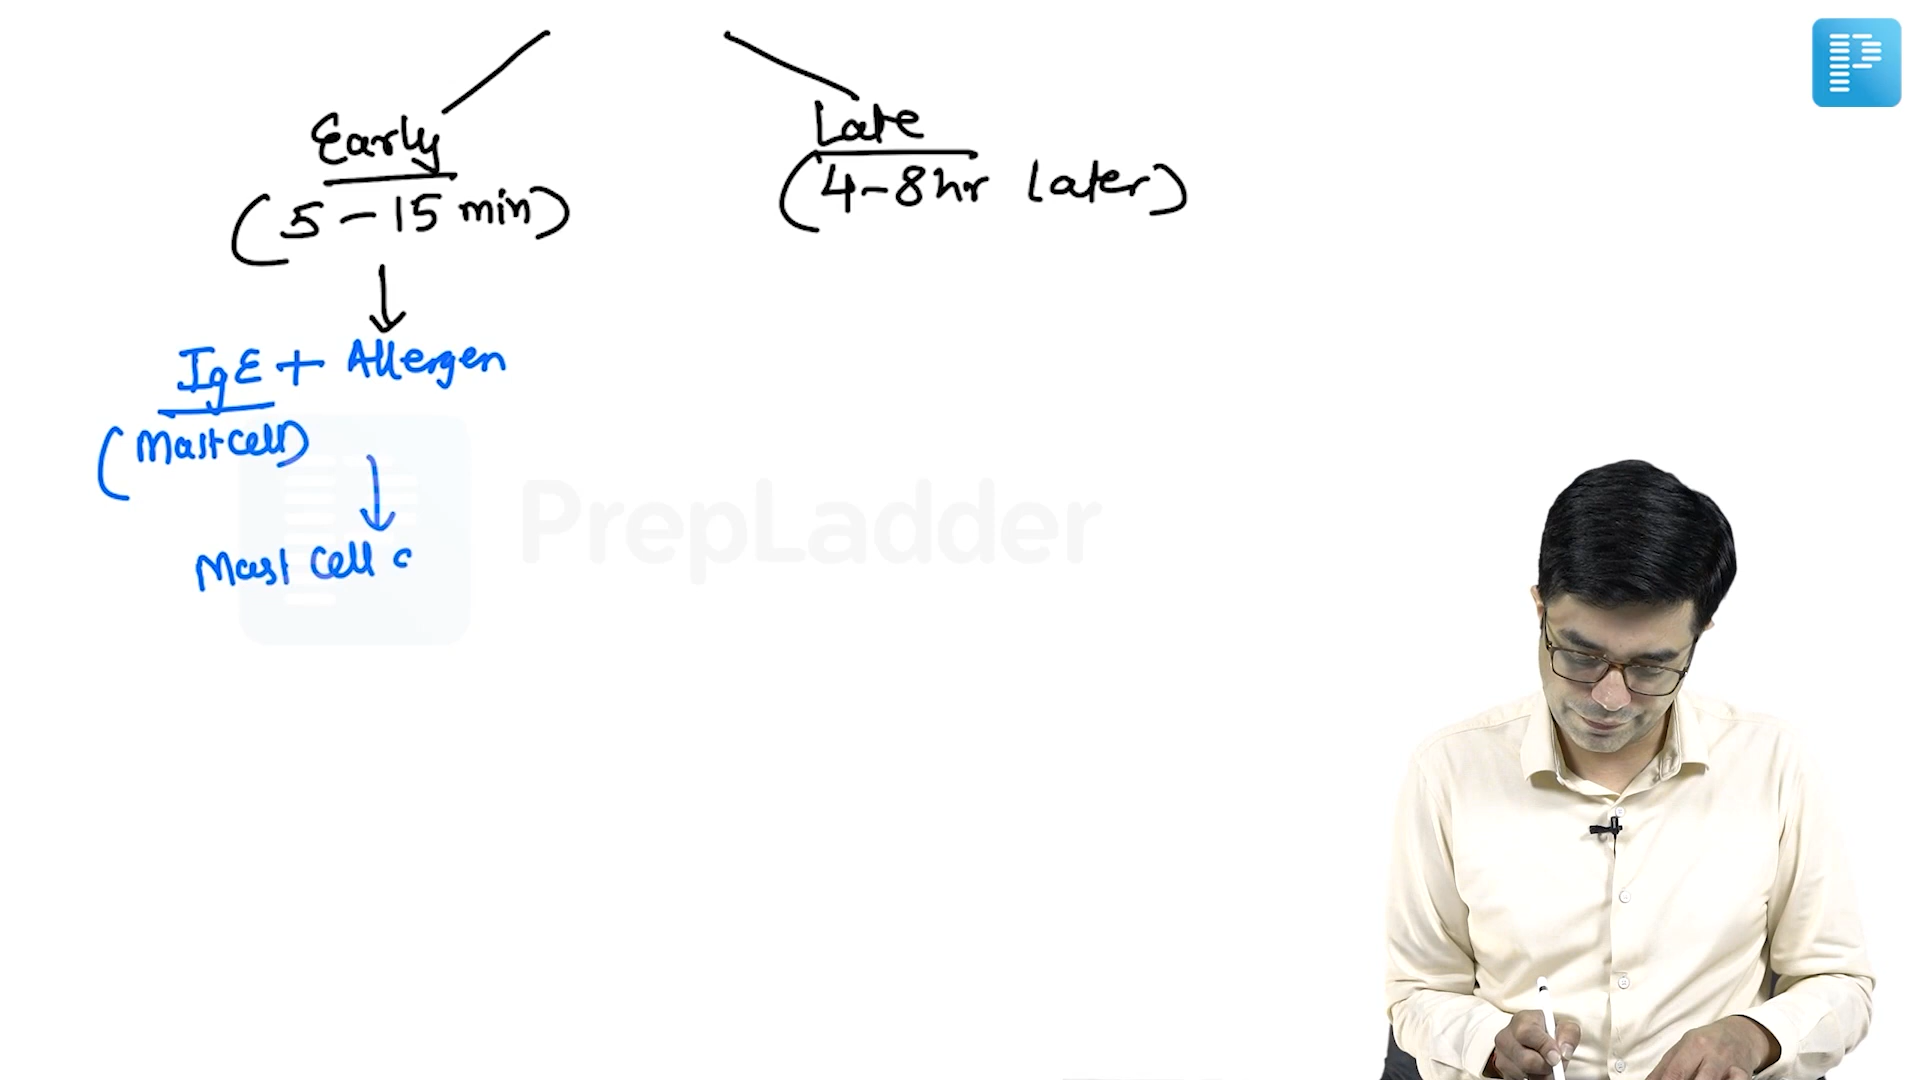 Early
(5-15 min)
Late
(4-8 hr later)
IgE + Allergen
(Mast cell)
Mast cell
PrepLadder